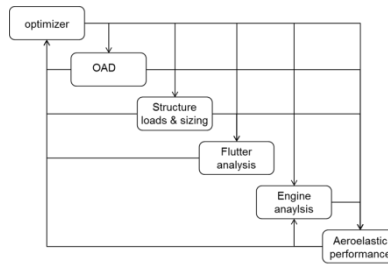 optimizer
OAD
Structure
loads & sizing
Flutter
analysis
Engine
anaylsis
Aeroelastic
performance